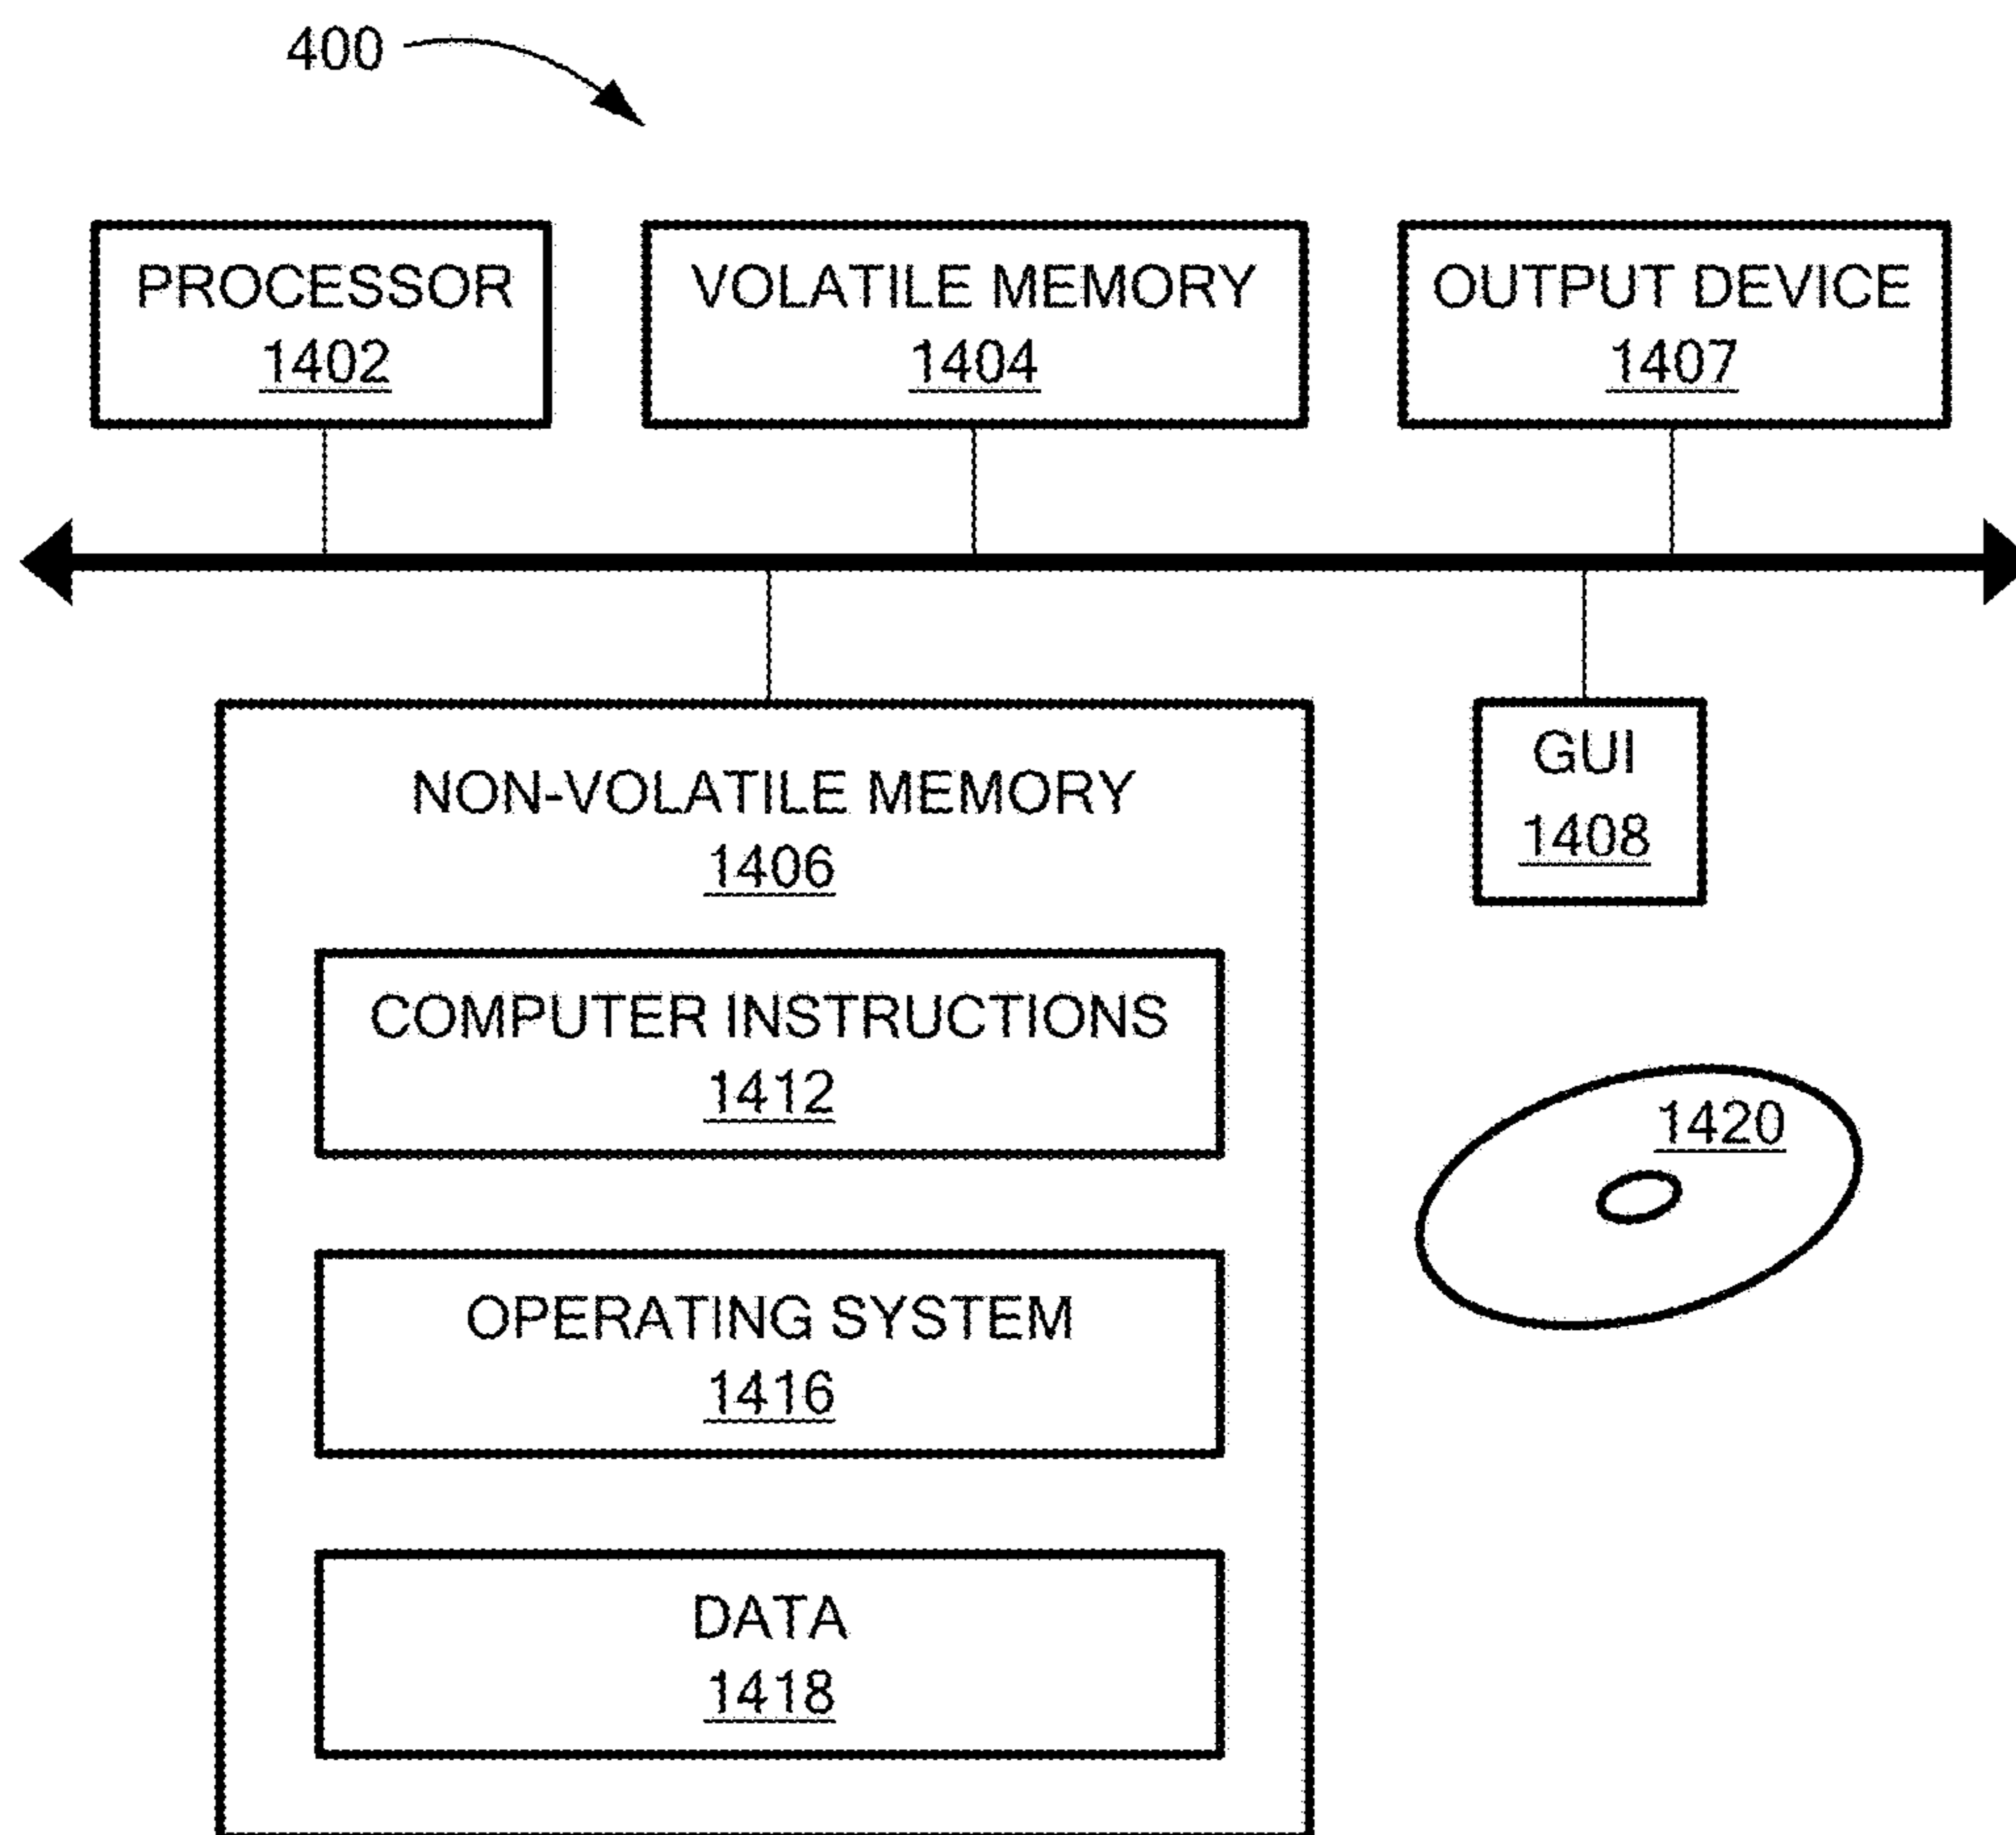 400
PROCESSOR
1402
VOLATILE MEMORY
1404
OUTPUT DEVICE
1407
NON-VOLATILE MEMORY
1406
GUI
1408
COMPUTER INSTRUCTIONS
1412
1420
OPERATING SYSTEM
1416
DATA
1418